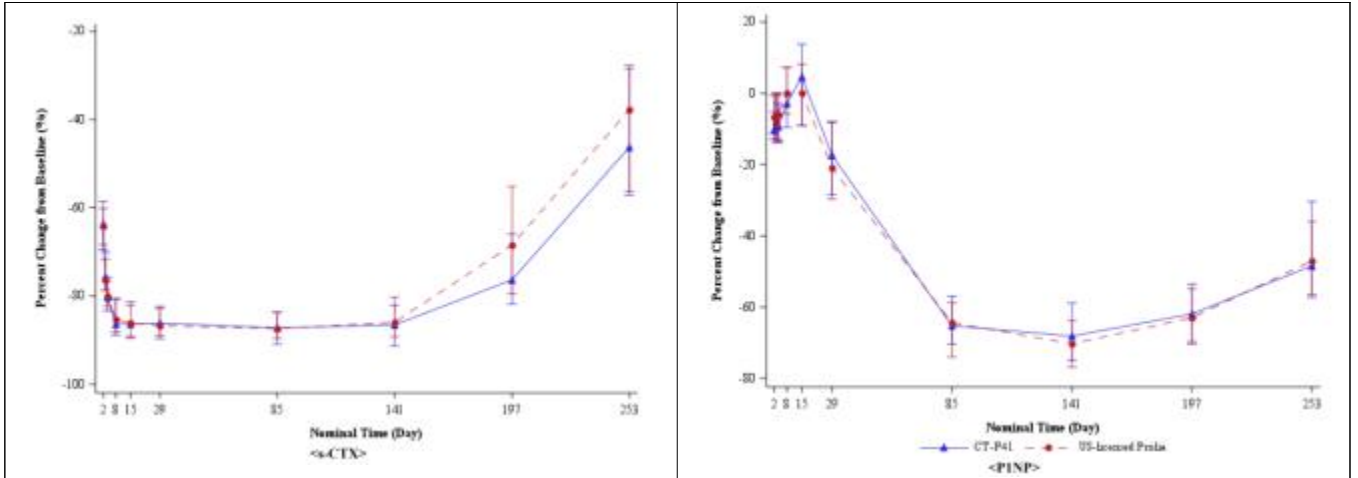 Percent Change from Baseline (%)
-20
-40
-60
-80
-100
2 8 15 29 85 141 197 253
Nominal Time (Day)
<s-CTX>
Percent Change from Baseline (%)
20
0
-20
-40
-60
-80
2 8 15 29 85 141 197 253
Nominal Time (Day)
CT-P41 US-licensed Prolia
<P1NP>